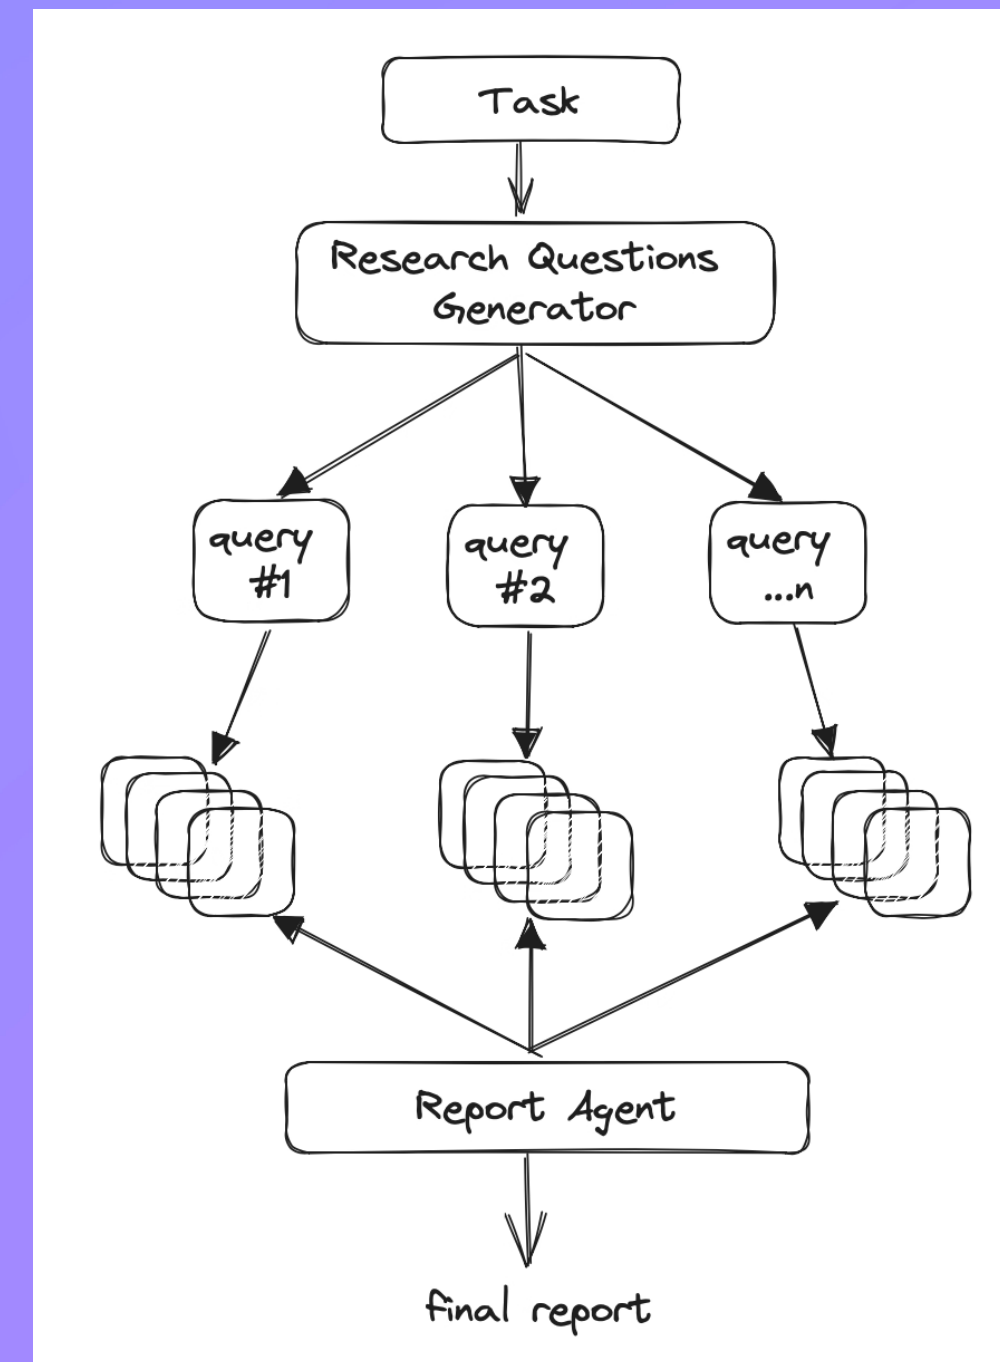 Task
Research Questions
Generator
query
#1
query
#2
query
...n
Report Agent
final report